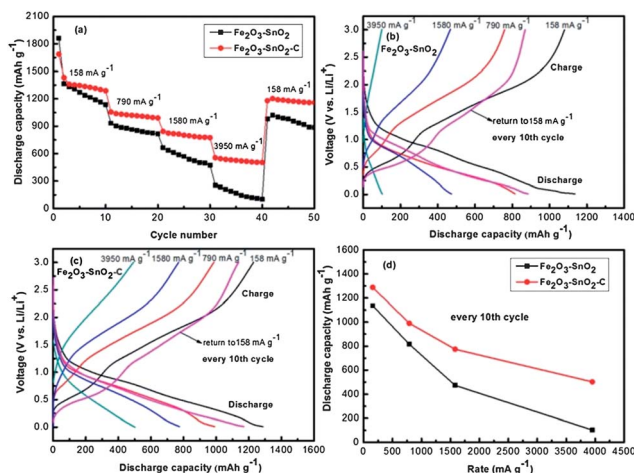 (a)
Fe2O3-SnO2
Fe2O3-SnO2-C
158 mA g-1
158 mA g-1
790 mA g-1
1580 mA g-1
3950 mA g-1
2100
1800
1500
1200
900
600
300
0
Discharge capacity (mAh g-1)
0 10 20 30 40 50
Cycle number
(b)
3950 mA g-1 1580 mA g-1 790 mA g-1 158 mA g-1
Fe2O3-SnO2
Charge
return to 158 mA g-1
every 10th cycle
Discharge
3.0
2.5
2.0
1.5
1.0
0.5
0.0
Voltage (V vs. Li/Li+)
0 200 400 600 800 1000 1200 1400
Discharge capacity (mAh g-1)
(c)
3950 mA g-1 1580 mA g-1 790 mA g-1 158 mA g-1
Fe2O3-SnO2-C
Charge
return to 158 mA g-1
every 10th cycle
Discharge
3.0
2.5
2.0
1.5
1.0
0.5
0.0
Voltage (V vs. Li/Li+)
0 200 400 600 800 1000 1200 1400 1600
Discharge capacity (mAh g-1)
(d)
Fe2O3-SnO2
Fe2O3-SnO2-C
every 10th cycle
1600
1400
1200
1000
800
600
400
200
0
Discharge capacity (mAh g-1)
0 500 1000 1500 2000 2500 3000 3500 4000 4500
Rate (mA g-1)